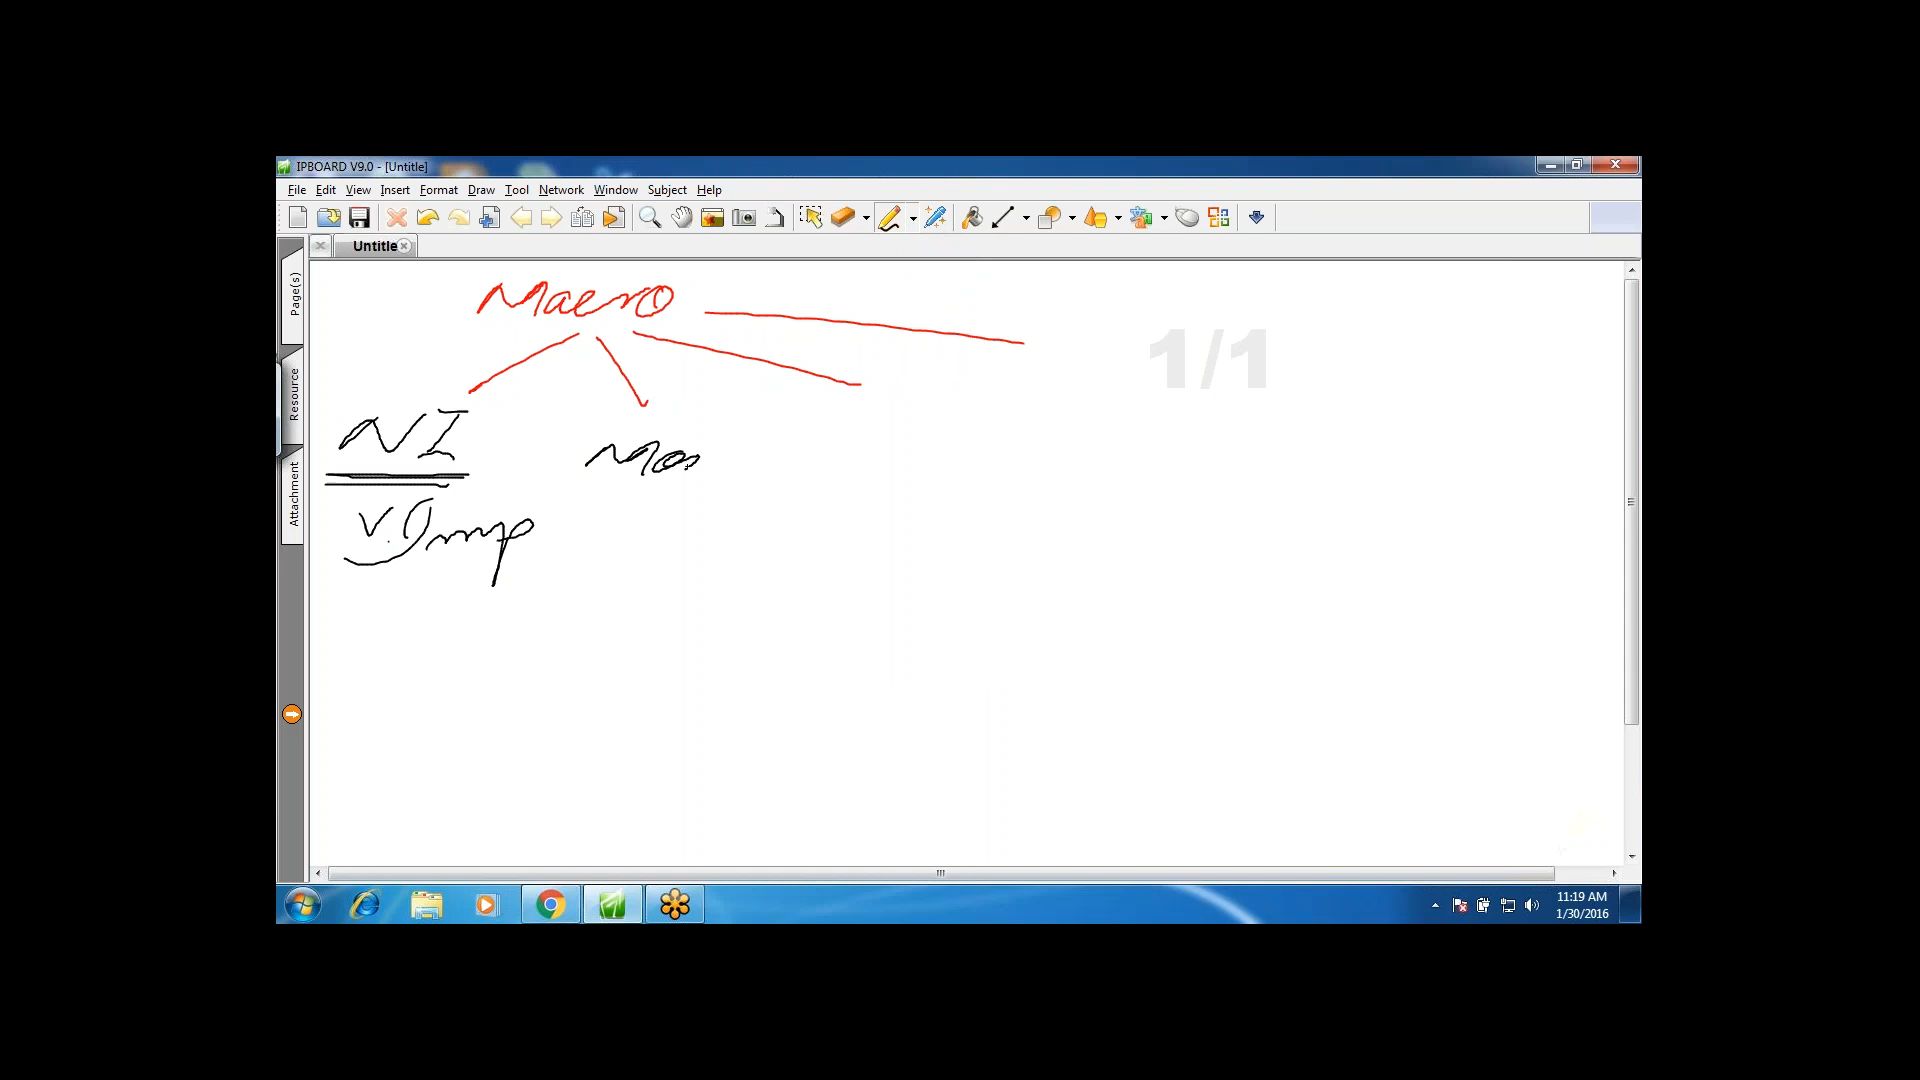 IPBOARD V9.0 - [Untitle]
File Edit View Insert Format Draw Tool Network Window Subject Help
Untitle
Page(s)
Resource
Attachment
Macro
1/1
NI
V.Imp
11:19 AM
1/30/2016